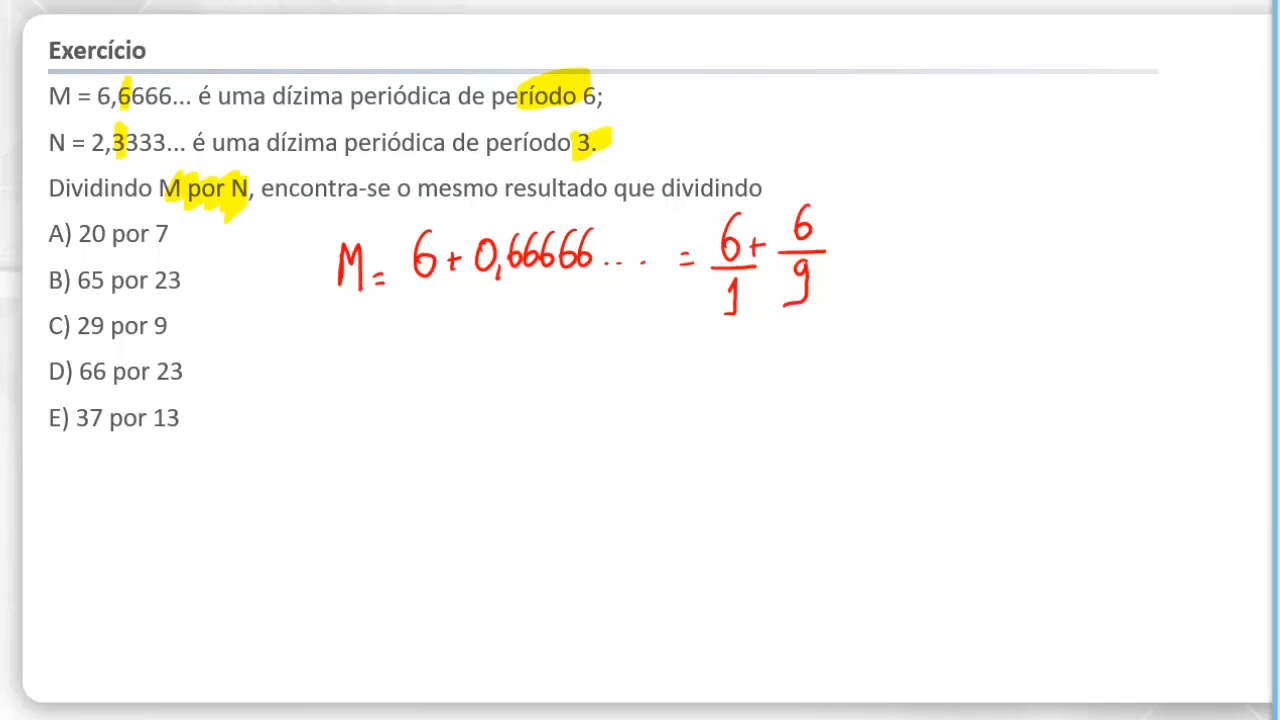 Exercício
M = 6,6666... é uma dízima periódica de período 6;
N = 2,3333... é uma dízima periódica de período 3.
Dividindo M por N, encontra-se o mesmo resultado que dividindo
A) 20 por 7
B) 65 por 23
C) 29 por 9
D) 66 por 23
E) 37 por 13
M = 6 + 0,66666.... = 6/1 + 6/9